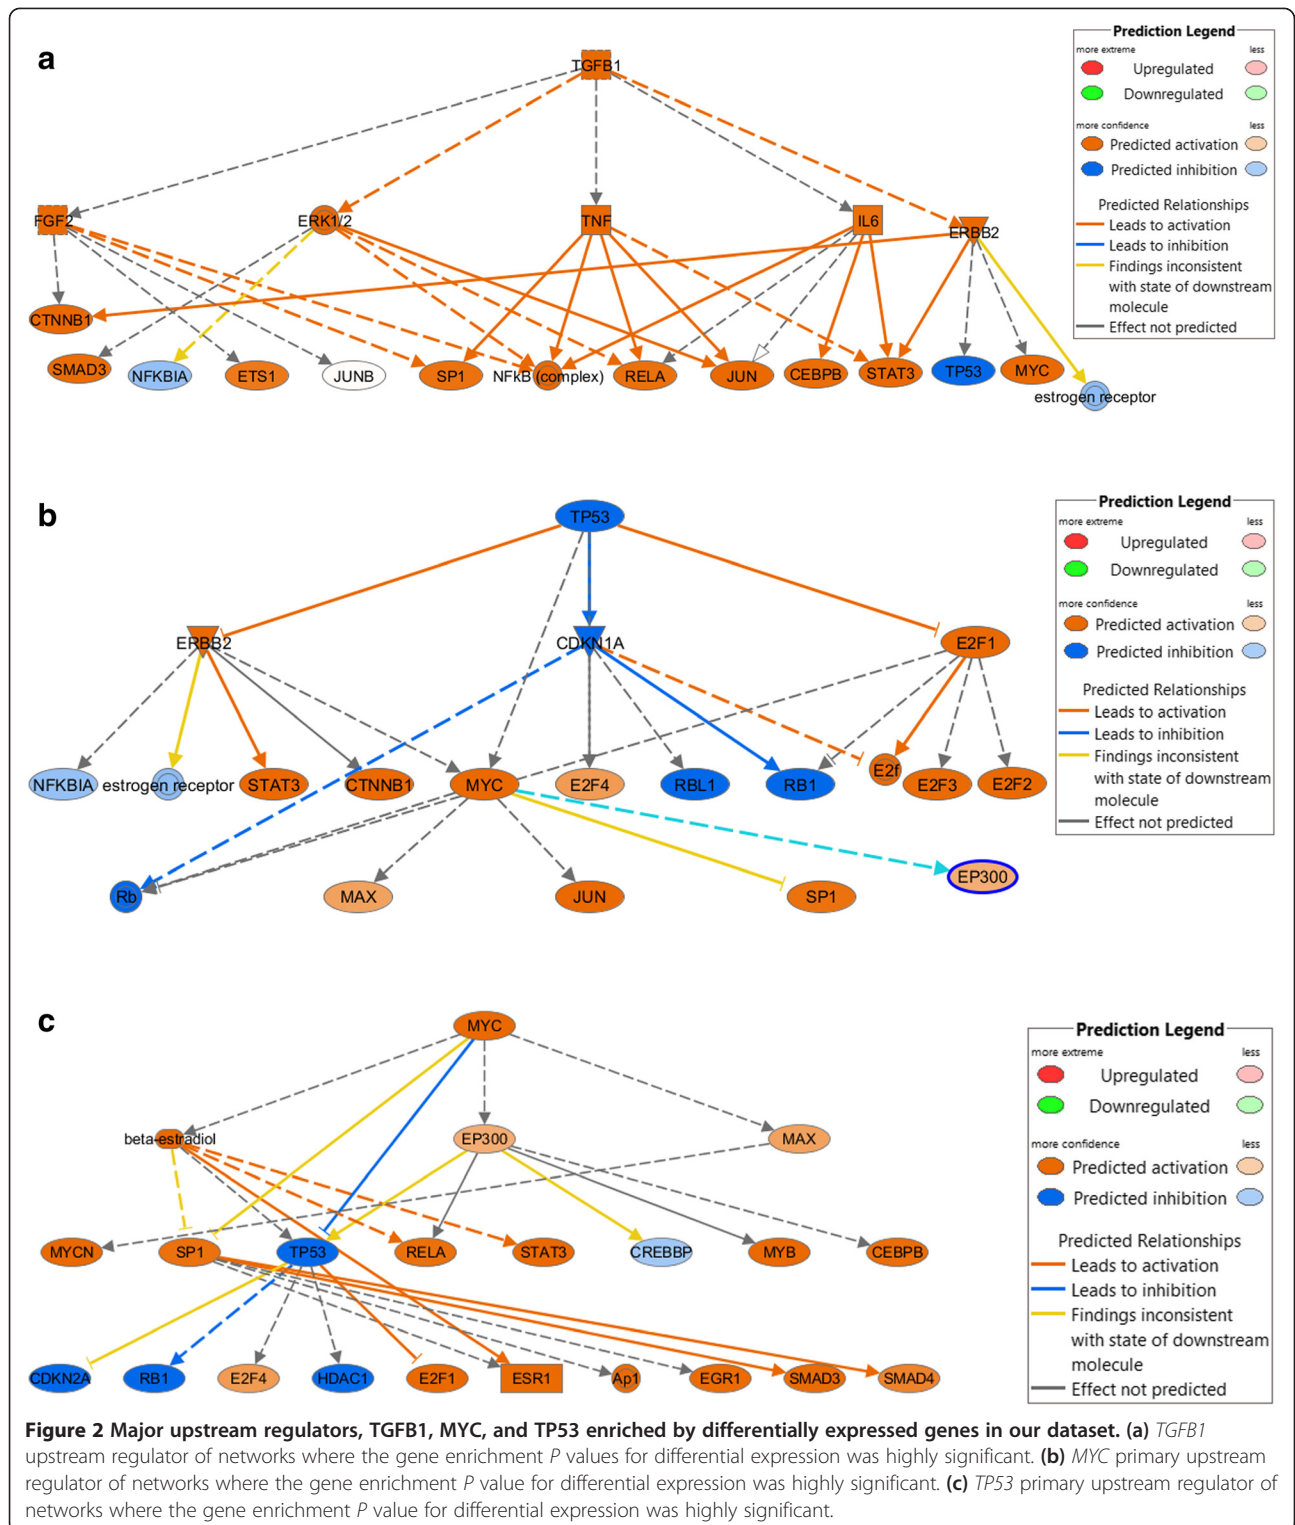 a
Prediction Legend
more extreme less
Upregulated
Downregulated
more confidence less
Predicted activation
Predicted inhibition
Predicted Relationships
Leads to activation
Leads to inhibition
Findings inconsistent
with state of downstream
molecule
Effect not predicted
TGFB1
FGF2 ERK1/2 TNF IL6 ERBB2
CTNNB1
SMAD3 NFKBIA ETS1 JUNB SP1 NFkB (complex) RELA JUN CEBPB STAT3 TP53 MYC
estrogen receptor
b
Prediction Legend
more extreme less
Upregulated
Downregulated
more confidence less
Predicted activation
Predicted inhibition
Predicted Relationships
Leads to activation
Leads to inhibition
Findings inconsistent
with state of downstream
molecule
Effect not predicted
TP53
ERBB2 CDKN1A E2F1
NFKBIA estrogen receptor STAT3 CTNNB1 MYC E2F4 RBL1 RB1 E2f E2F3 E2F2
Rb MAX JUN SP1 EP300
c
Prediction Legend
more extreme less
Upregulated
Downregulated
more confidence less
Predicted activation
Predicted inhibition
Predicted Relationships
Leads to activation
Leads to inhibition
Findings inconsistent
with state of downstream
molecule
Effect not predicted
MYC
beta-estradiol EP300 MAX
MYCN SP1 TP53 RELA STAT3 CREBBP MYB CEBPB
CDKN2A RB1 E2F4 HDAC1 E2F1 ESR1 Ap1 EGR1 SMAD3 SMAD4
Figure 2 Major upstream regulators, TGFB1, MYC, and TP53 enriched by differentially expressed genes in our dataset. (a) TGFB1
upstream regulator of networks where the gene enrichment P values for differential expression was highly significant. (b) MYC primary upstream
regulator of networks where the gene enrichment P value for differential expression was highly significant. (c) TP53 primary upstream regulator of
networks where the gene enrichment P value for differential expression was highly significant.